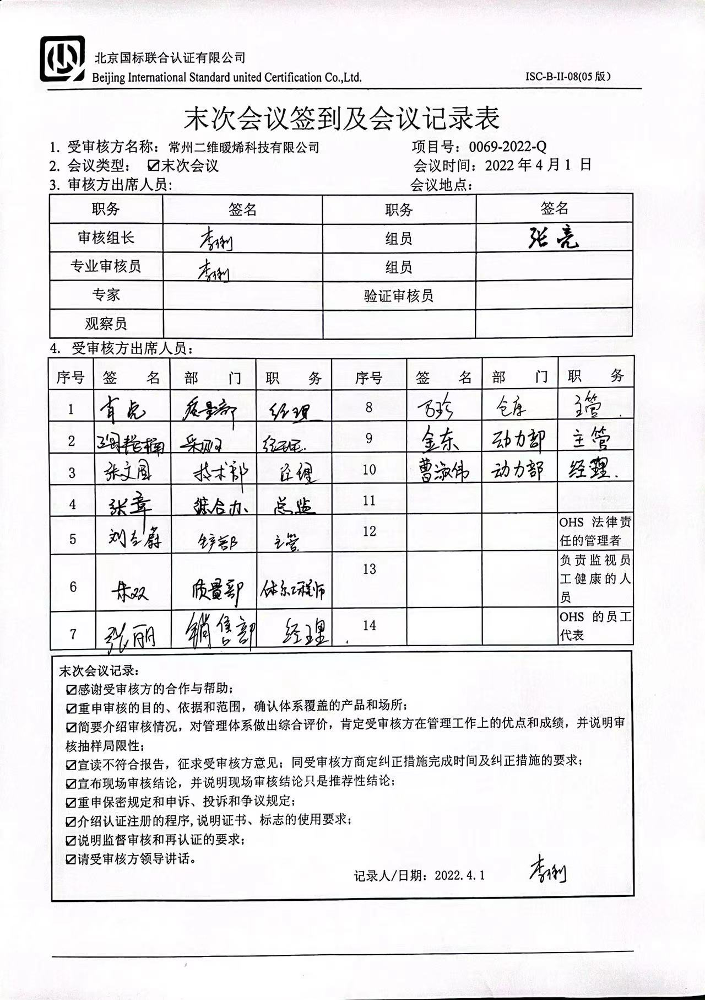 北京国标联合认证有限公司
Beijing International Standard united Certification Co.,Ltd.
ISC-B-II-08(05 版)
末次会议签到及会议记录表
1. 受审核方名称：常州二维暖烯科技有限公司 项目号：0069-2022-Q
2. 会议类型： ☑末次会议 会议时间：2022 年 4 月 1 日
3. 审核方出席人员: 会议地点：
职务 签名 职务 签名
审核组长 李俐 组员 张亮
专业审核员 李俐 组员
专家 验证审核员
观察员
4. 受审核方出席人员：
序号 签 名 部 门 职 务 序号 签 名 部 门 职 务
1 肖虎 质量部 经理 8 珍 仓库 主管.
2 采购部 经理. 9 金东 动力部 主管
3 张文国 技术部 经理 10 曹淑伟 动力部 经理.
4 张章 综合办 总监 11
5 刘 生产部 主管 12 OHS 法律责
任的管理者
6 朱双 质量部 体系工程师 13 负责监视员
工健康的人
员
7 张丽 销售部 经理. 14 OHS 的员工
代表
末次会议记录：
☑感谢受审核方的合作与帮助；
☑重申审核的目的、依据和范围，确认体系覆盖的产品和场所；
☑简要介绍审核情况，对管理体系做出综合评价，肯定受审核方在管理工作上的优点和成绩，并说明审
核抽样局限性；
☑宣读不符合报告，征求受审核方意见；同受审核方商定纠正措施完成时间及纠正措施的要求；
☑宣布现场审核结论，并说明现场审核结论只是推荐性结论；
☑重申保密规定和申诉、投诉和争议规定；
☑介绍认证注册的程序,说明证书、标志的使用要求；
☑说明监督审核和再认证的要求；
☑请受审核方领导讲话。
记录人/日期：2022.4.1 李俐